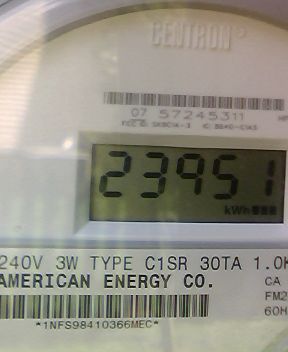 CENTRON®
07 57245311
23951
kWh
240V 3W TYPE C1SR 30TA 1.0K
AMERICAN ENERGY CO. CA
FM2
60H
*1NFS98410366MEC*